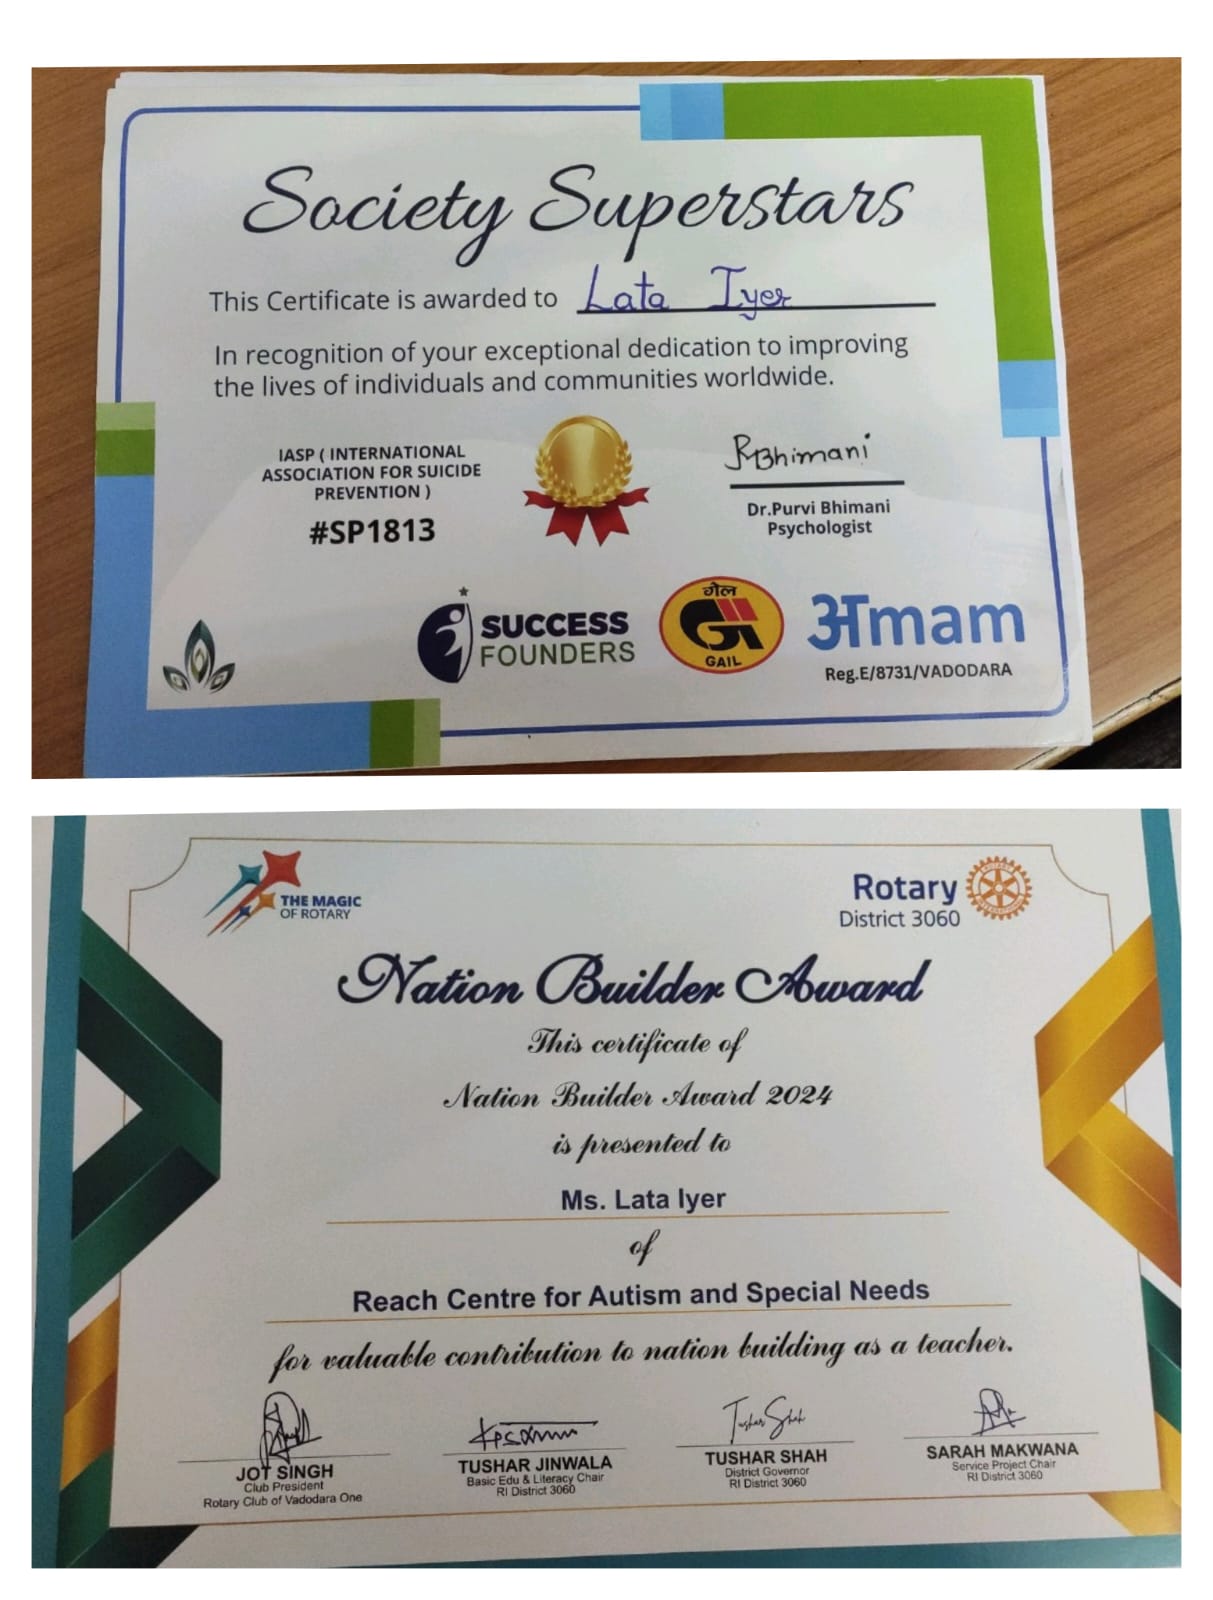 Society Superstars
This Certificate is awarded to Lata Iyer
In recognition of your exceptional dedication to improving
the lives of individuals and communities worldwide.
IASP ( INTERNATIONAL
ASSOCIATION FOR SUICIDE
PREVENTION )
#SP1813
RBhimani
Dr.Purvi Bhimani
Psychologist
SUCCESS
FOUNDERS
गेल
GAIL
अमाम
Reg.E/8731/VADODARA
THE MAGIC
OF ROTARY
Rotary
District 3060
Nation Builder Award
This certificate of
Nation Builder Award 2024
is presented to
Ms. Lata Iyer
of
Reach Centre for Autism and Special Needs
for valuable contribution to nation building as a teacher.
Tushar Shah
JOT SINGH
Club President
Rotary Club of Vadodara One
TUSHAR JINWALA
Basic Edu & Literacy Chair
RI District 3060
TUSHAR SHAH
District Governor
RI District 3060
SARAH MAKWANA
Service Project Chair
RI District 3060